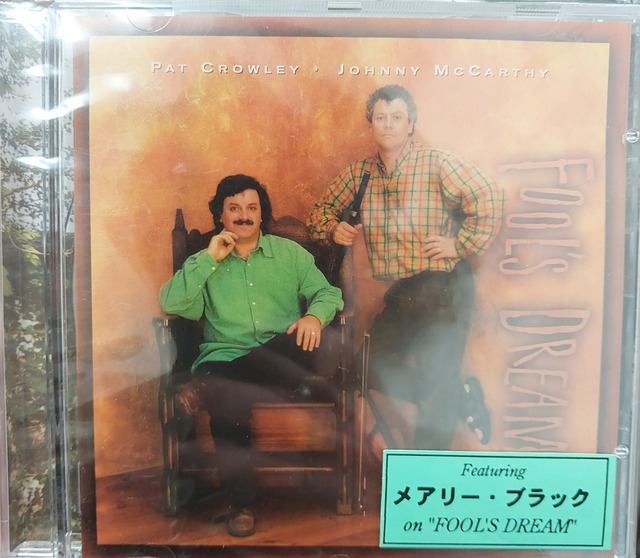 PAT CROWLEY · JOHNNY MCCARTHY
FOOL'S DREAM
Featuring
メアリー・ブラック
on "FOOL'S DREAM"